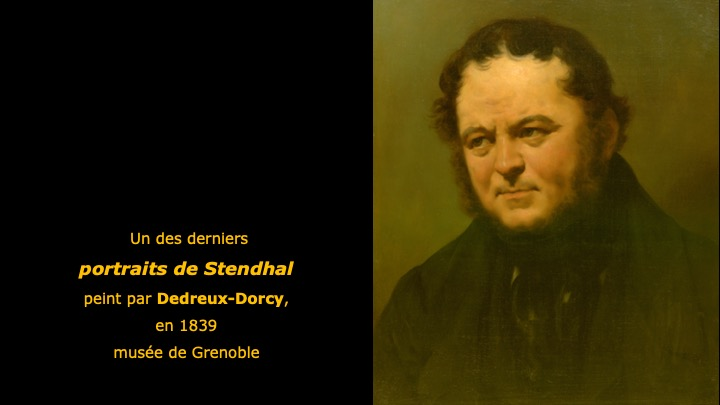 Un des derniers
portraits de Stendhal
peint par Dedreux-Dorcy,
en 1839
musée de Grenoble